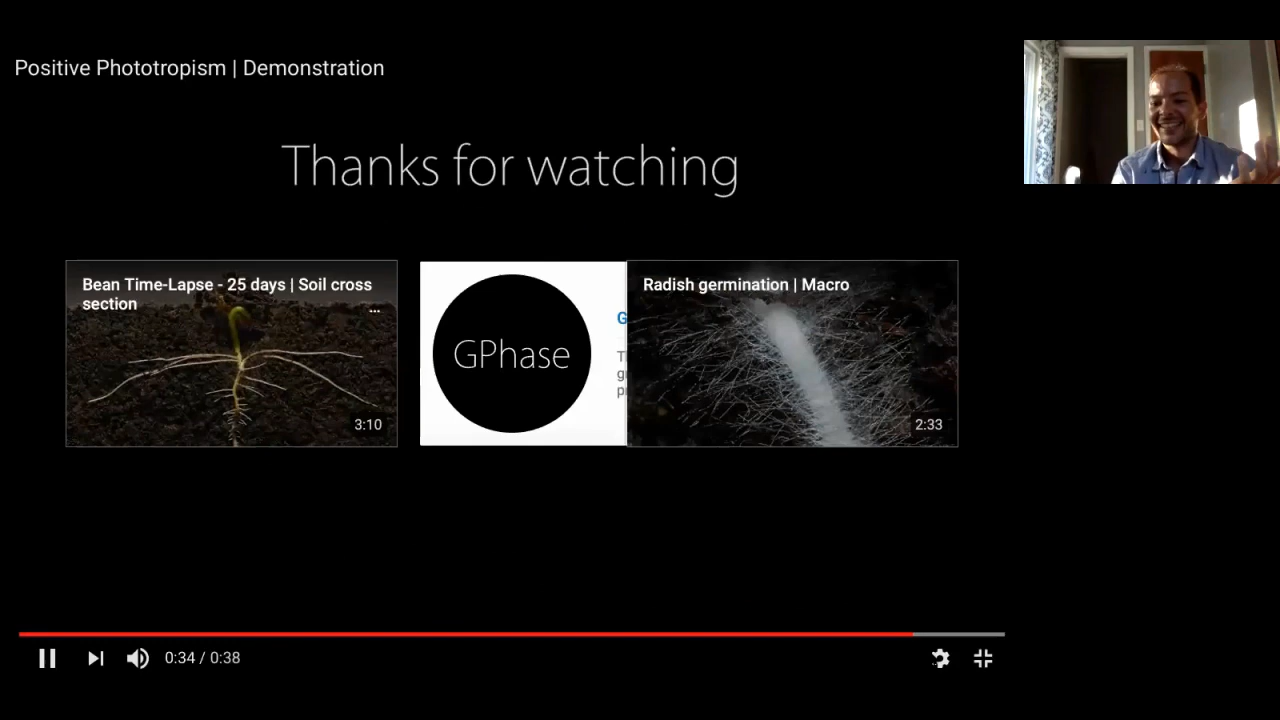 Positive Phototropism | Demonstration
Thanks for watching
Bean Time-Lapse - 25 days | Soil cross
section
...
3:10
GPhase
G
Radish germination | Macro
2:33
0:34 / 0:38